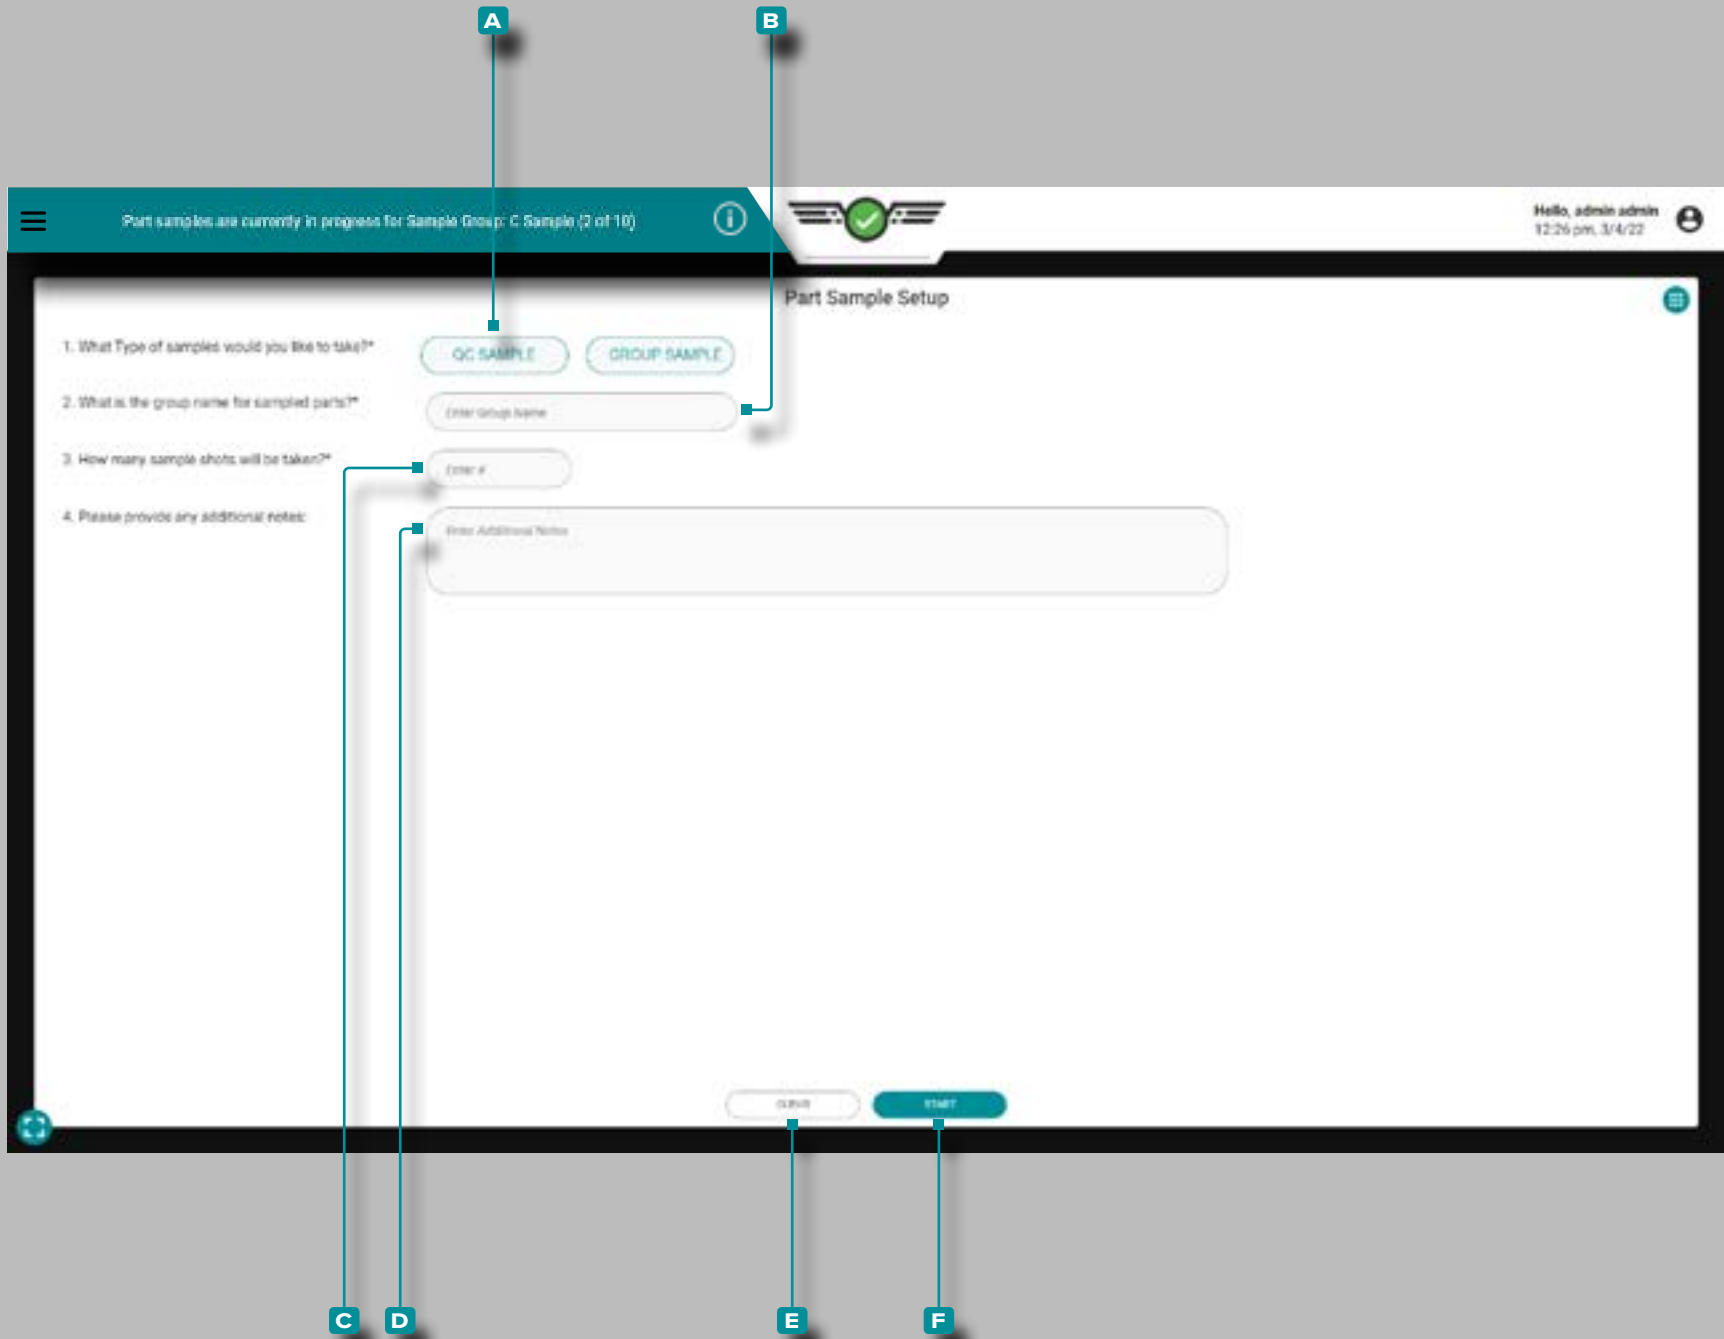 A
B
Part samples are currently in progress for Sample Group: C Sample (2 of 10)
Hello, admin admin
12:26 pm, 3/4/22
Part Sample Setup
1. What Type of samples would you like to take?*
QC SAMPLE
GROUP SAMPLE
2. What is the group name for sampled parts?*
Enter Group Name
3. How many sample shots will be taken?*
Enter #
4. Please provide any additional notes:
Enter Additional Notes
START
C
D
E
F